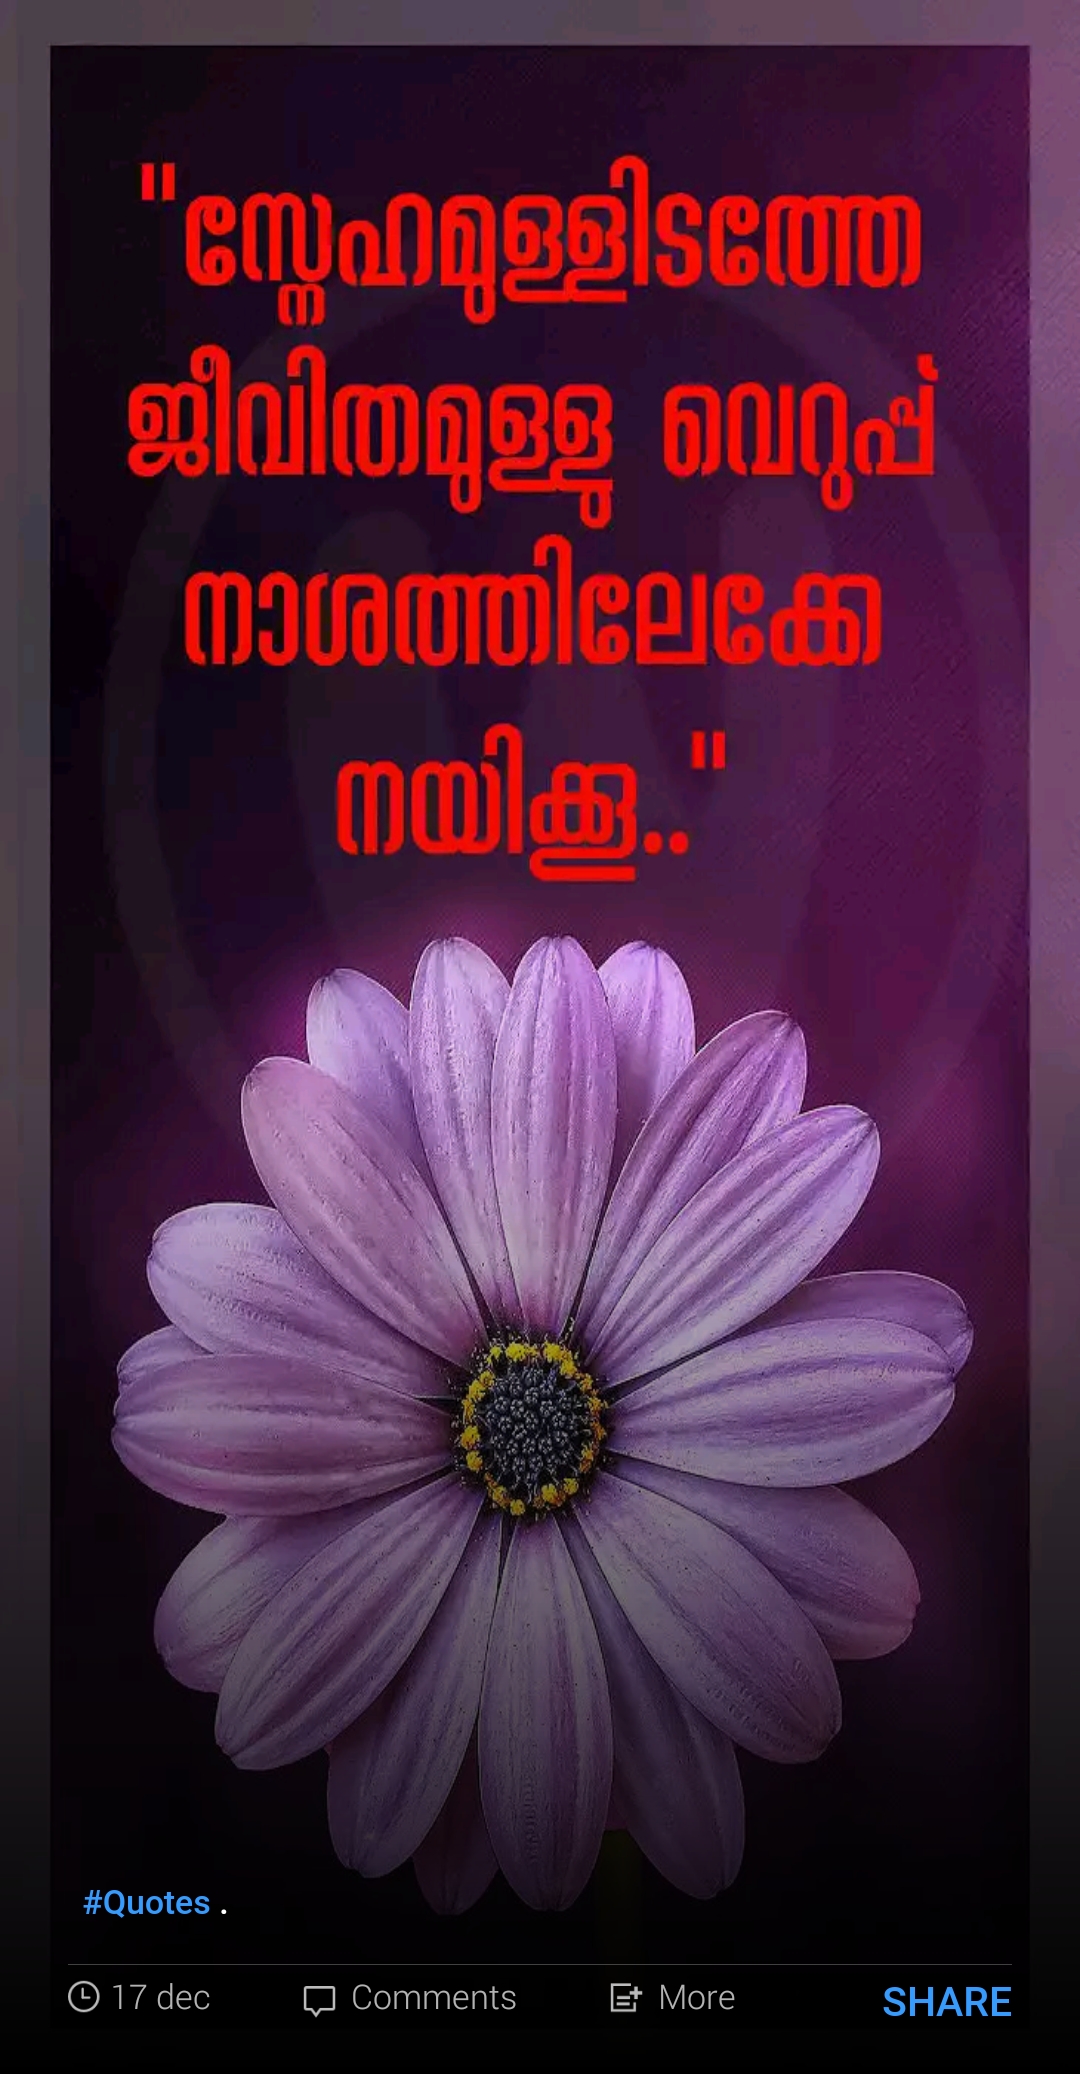 "സ്നേഹമുള്ളിടത്തേ
ജീവിതമുള്ളു വെറുപ്പ്
നാശത്തിലേക്കേ
നയിക്കൂ.."
#Quotes .
17 dec Comments More SHARE